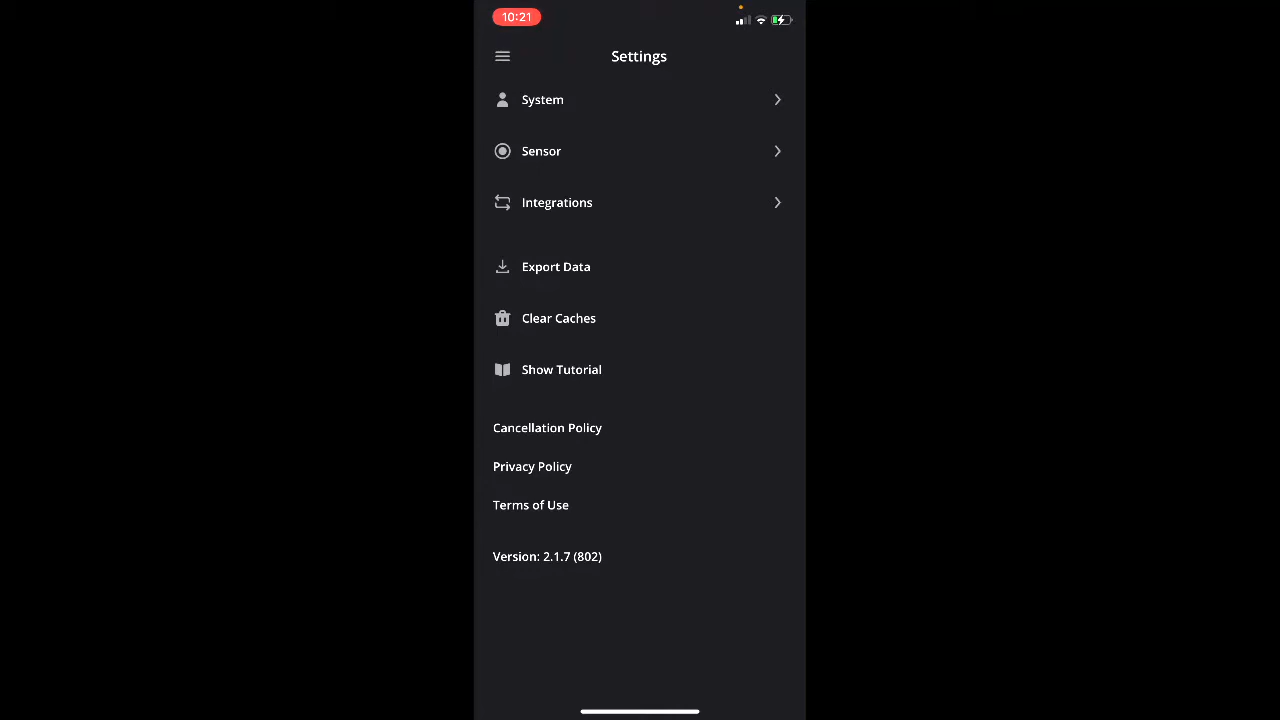 10:21
Settings
System
Sensor
Integrations
Export Data
Clear Caches
Show Tutorial
Cancellation Policy
Privacy Policy
Terms of Use
Version: 2.1.7 (802)